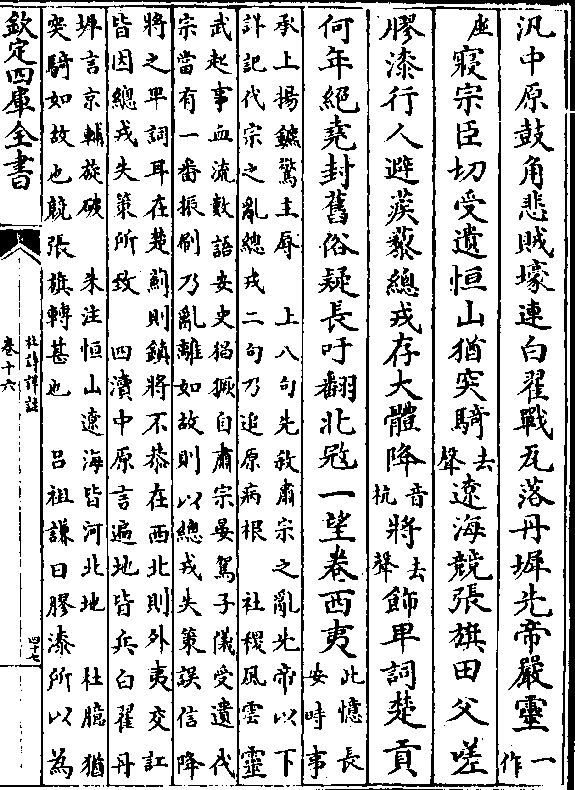 汎中原鼓角悲賊壕連白翟戰瓦落丹墀先帝嚴靈一作
座寢宗臣切受遺恒山猶突騎去聲遼海競張旗田父嗟
膠漆行人避蒺藜總戎存大體降音杭將去聲飾卑詞楚貢
何年絕堯封舊俗疑長吁翻北冦一望卷西夷此憶長安時事
承上揚鑣驚主辱 上八句先敘肅宗之亂先帝以下
詳記代宗之亂總戎二句乃追原病根 社稷風雲靈
武起事血流數語安史猖獗自肅宗晏駕子儀受遺代
宗當有一番振刷乃亂離如故則以總戎失策誤信降
將之卑詞耳在楚薊則鎮將不恭在西北則外夷交訌
皆因總戎失策所致 四瀆中原言遍地皆兵白翟丹
墀言京輔旋破 朱注恒山遼海皆河北地 杜臆猶
突騎如故也競張旗轉甚也 呂祖謙曰膠漆所以為
欽定四庫全書
杜詩詳註
卷十六
四十七